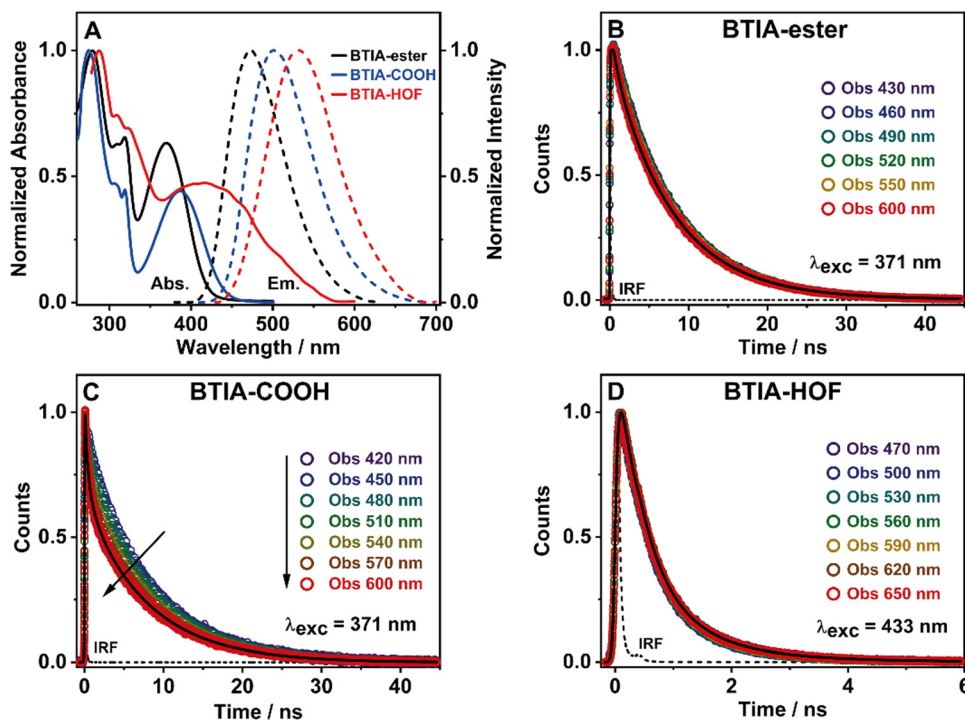 A
BTIA-ester
BTIA-COOH
BTIA-HOF
Normalized Absorbance
Normalized Intensity
1.0
0.5
0.0
1.0
0.5
0.0
Abs.
Em.
300
400
500
600
700
Wavelength / nm
B
BTIA-ester
Obs 430 nm
Obs 460 nm
Obs 490 nm
Obs 520 nm
Obs 550 nm
Obs 600 nm
λexc = 371 nm
IRF
Counts
1.0
0.5
0.0
0
10
20
30
40
Time / ns
C
BTIA-COOH
Obs 420 nm
Obs 450 nm
Obs 480 nm
Obs 510 nm
Obs 540 nm
Obs 570 nm
Obs 600 nm
λexc = 371 nm
IRF
Counts
1.0
0.5
0.0
0
10
20
30
40
Time / ns
D
BTIA-HOF
Obs 470 nm
Obs 500 nm
Obs 530 nm
Obs 560 nm
Obs 590 nm
Obs 620 nm
Obs 650 nm
λexc = 433 nm
IRF
Counts
1.0
0.5
0.0
0
2
4
6
Time / ns